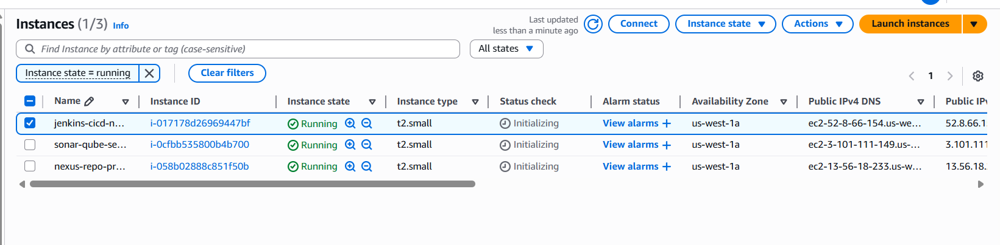 Instances (1/3) Info
Last updated
less than a minute ago
Connect
Instance state
Actions
Launch instances
Find Instance by attribute or tag (case-sensitive)
All states
Instance state = running
Clear filters
1
Name Instance ID Instance state Instance type Status check Alarm status Availability Zone Public IPv4 DNS Public IPv
jenkins-cicd-n... i-017178d26969447bf Running t2.small Initializing View alarms + us-west-1a ec2-52-8-66-154.us-we... 52.8.66.1
sonar-qube-se... i-0cfbb535800b4b700 Running t2.small Initializing View alarms + us-west-1a ec2-3-101-111-149.us-... 3.101.111
nexus-repo-pr... i-058b02888c851f50b Running t2.small Initializing View alarms + us-west-1a ec2-13-56-18-233.us-w... 13.56.18.